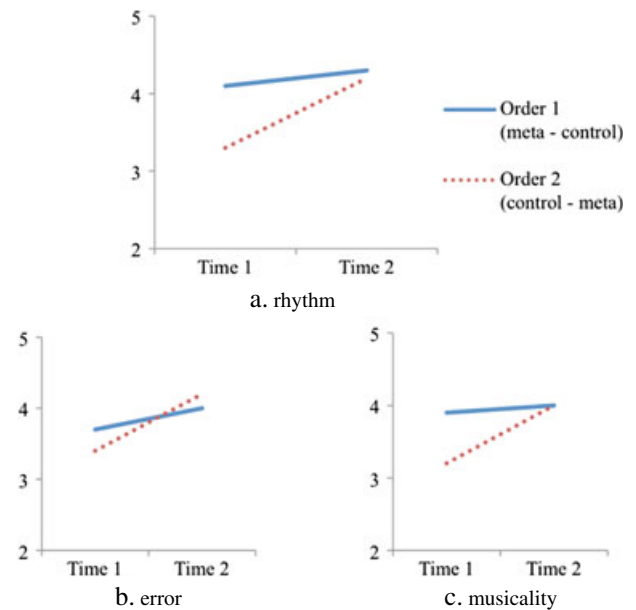 5
4
3
2
Time 1 Time 2
Order 1
(meta - control)
Order 2
(control - meta)
a. rhythm
5
4
3
2
Time 1 Time 2
b. error
5
4
3
2
Time 1 Time 2
c. musicality